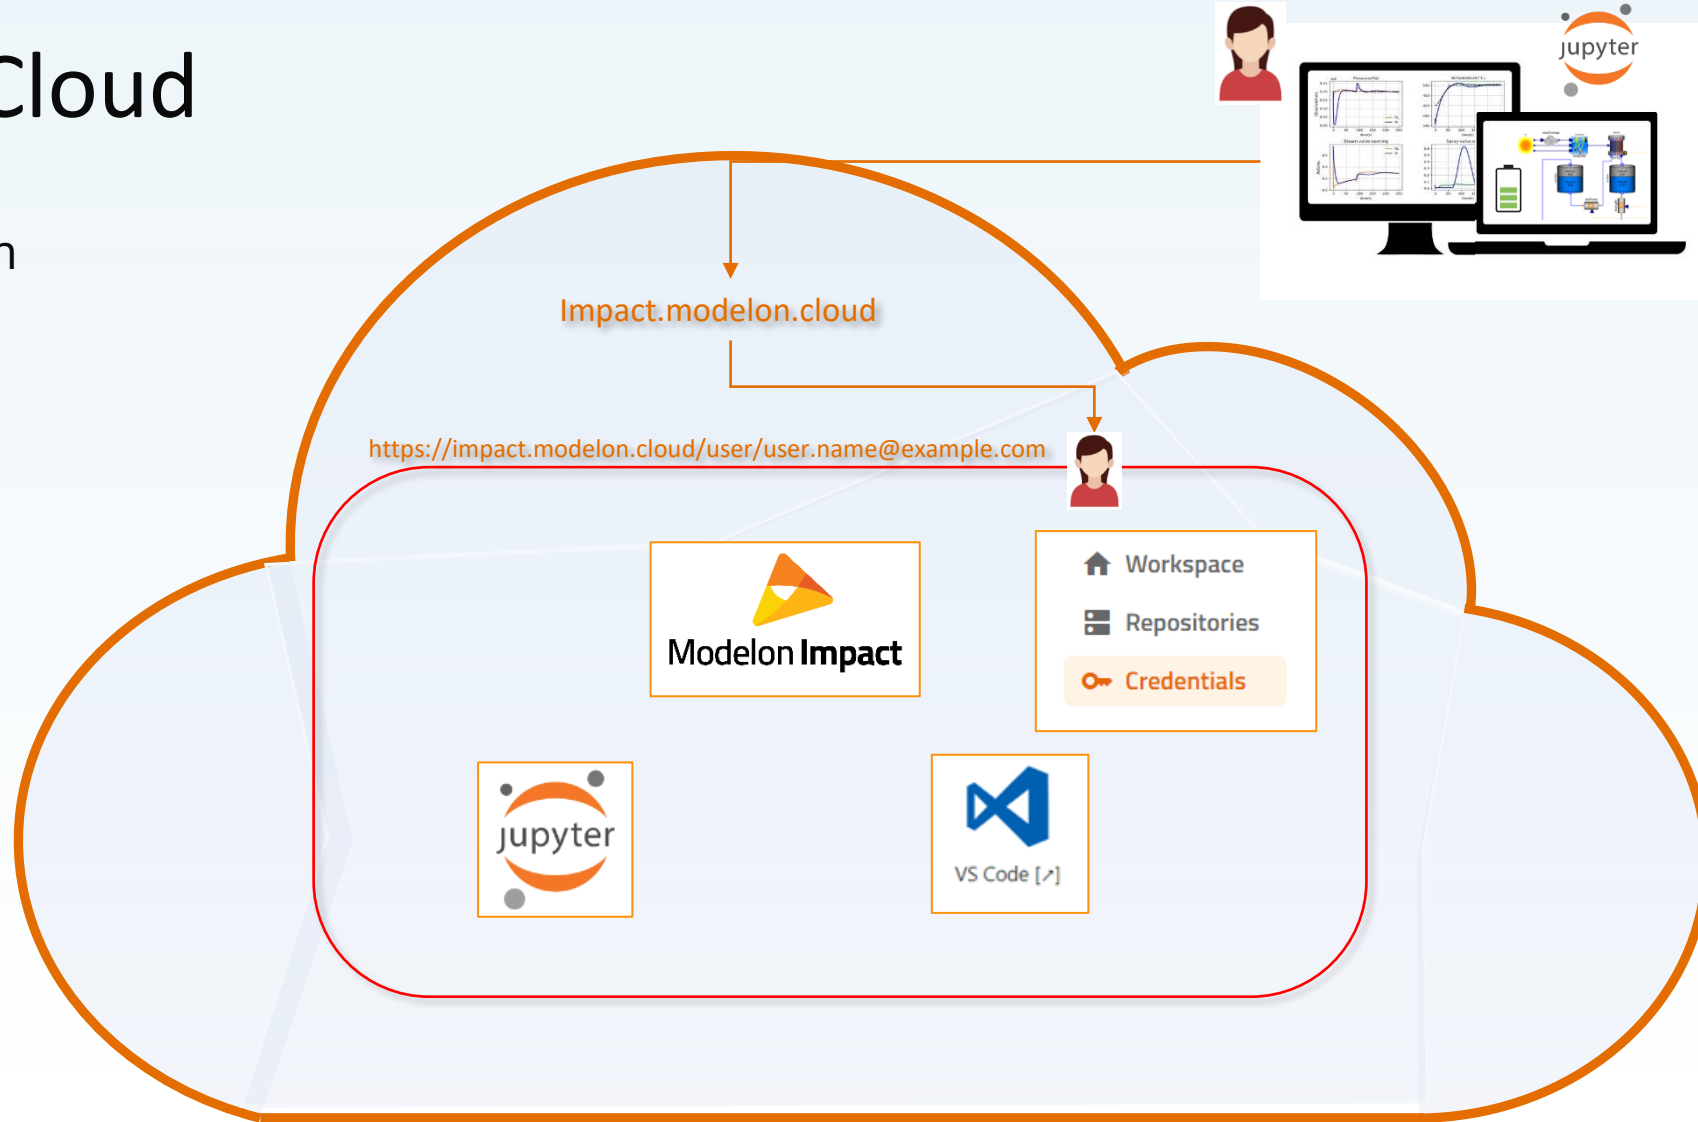 Cloud
n
jupyter
Impact.modelon.cloud
https://impact.modelon.cloud/user/user.name@example.com
Modelon Impact
Workspace
Repositories
Credentials
jupyter
VS Code [↗]